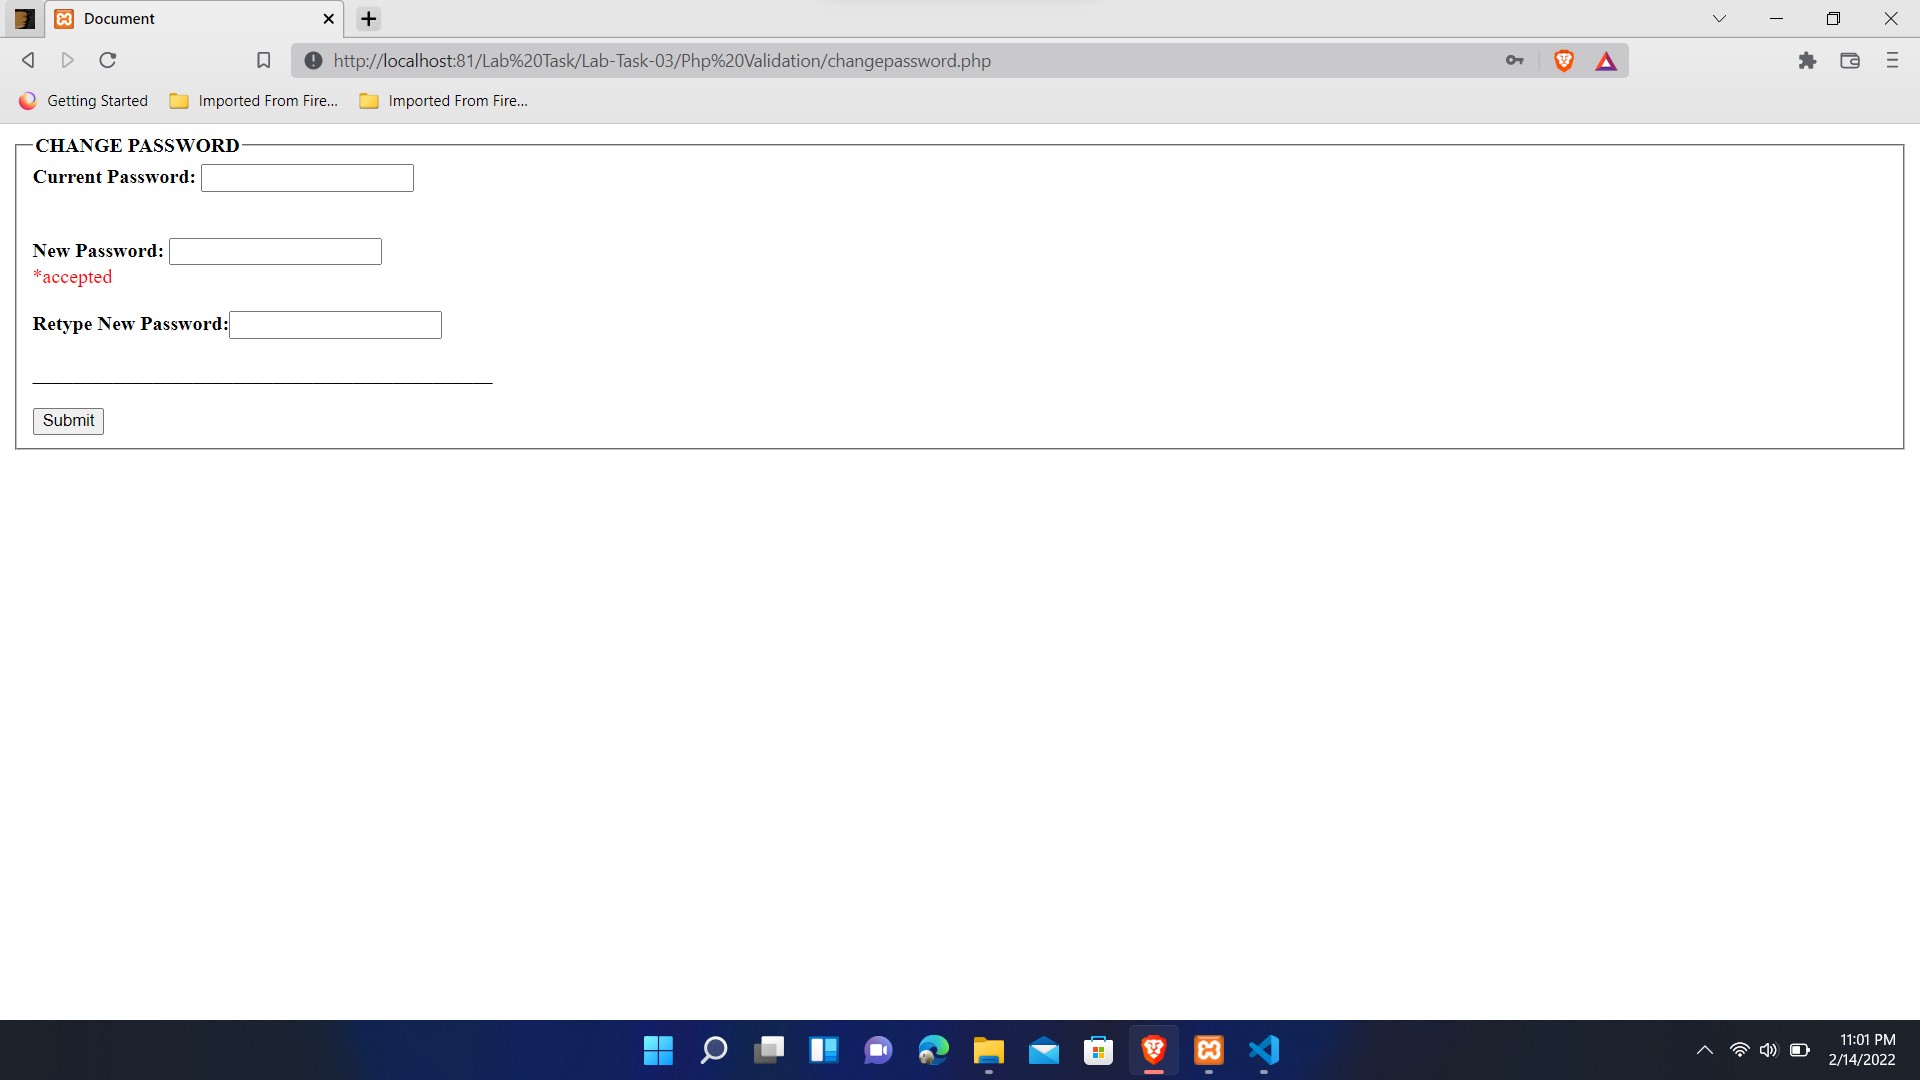 Document
http://localhost:81/Lab%20Task/Lab-Task-03/Php%20Validation/changepassword.php
Getting Started Imported From Fire... Imported From Fire...
CHANGE PASSWORD
Current Password:
New Password:
*accepted
Retype New Password:
______________________________________________
Submit
11:01 PM
2/14/2022